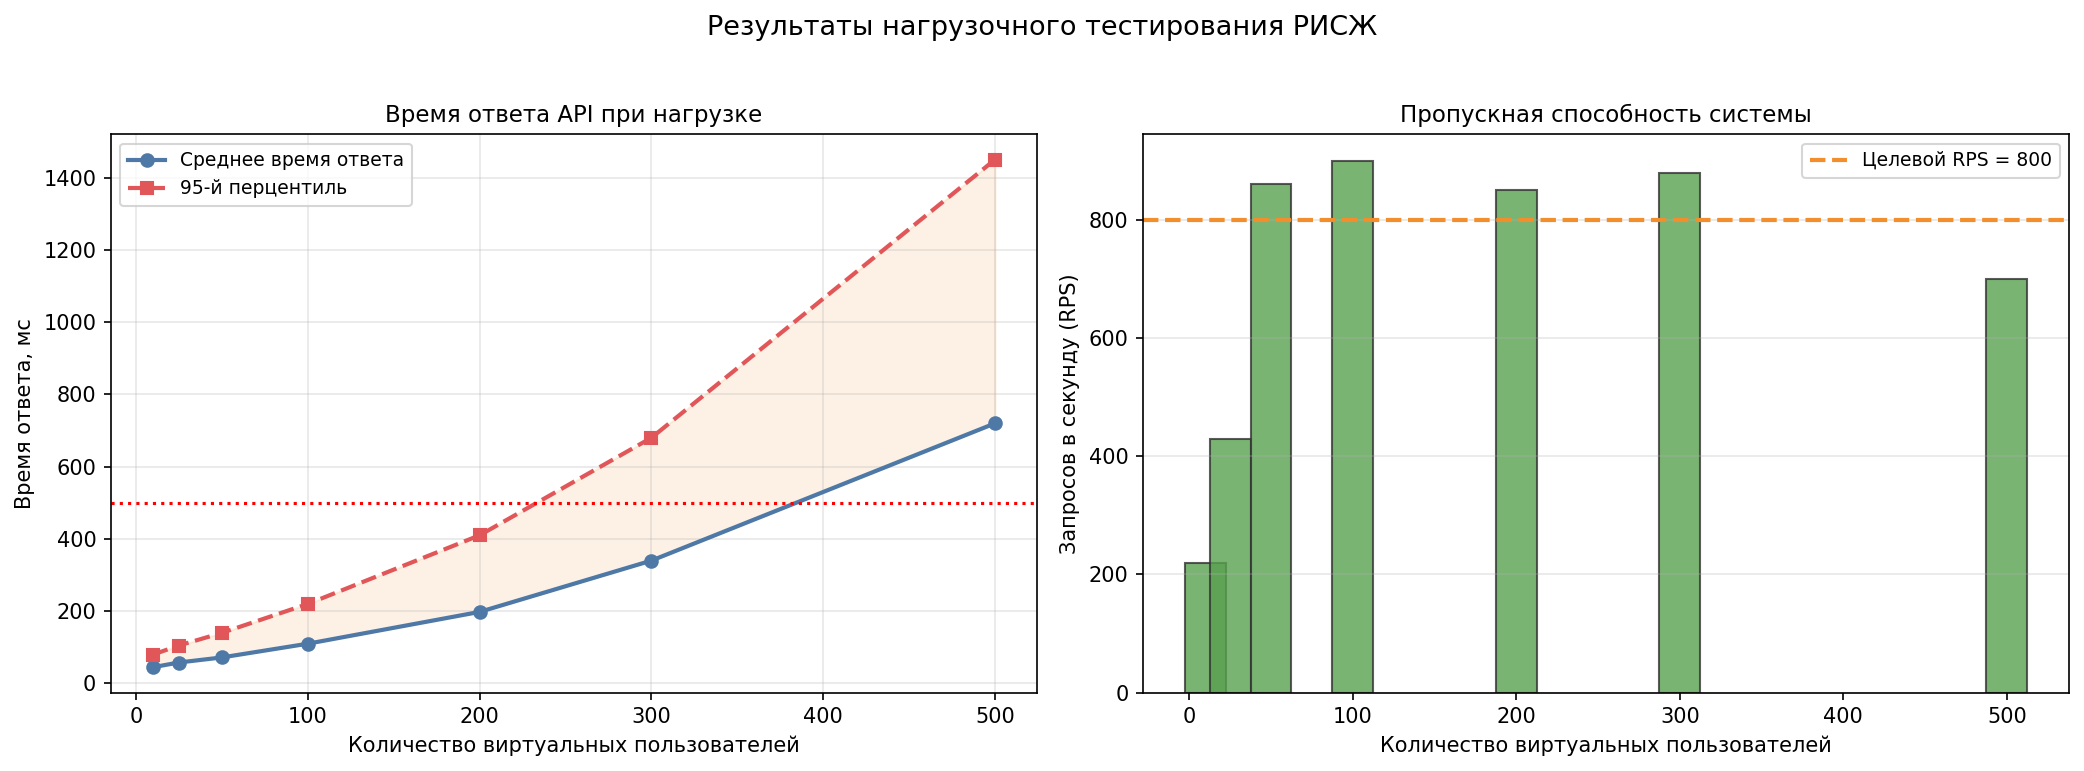 Результаты нагрузочного тестирования РИСЖ
Время ответа API при нагрузке
Среднее время ответа
95-й перцентиль
Время ответа, мс
1400
1200
1000
800
600
400
200
0
0 100 200 300 400 500
Количество виртуальных пользователей
Пропускная способность системы
Целевой RPS = 800
Запросов в секунду (RPS)
800
600
400
200
0
0 100 200 300 400 500
Количество виртуальных пользователей